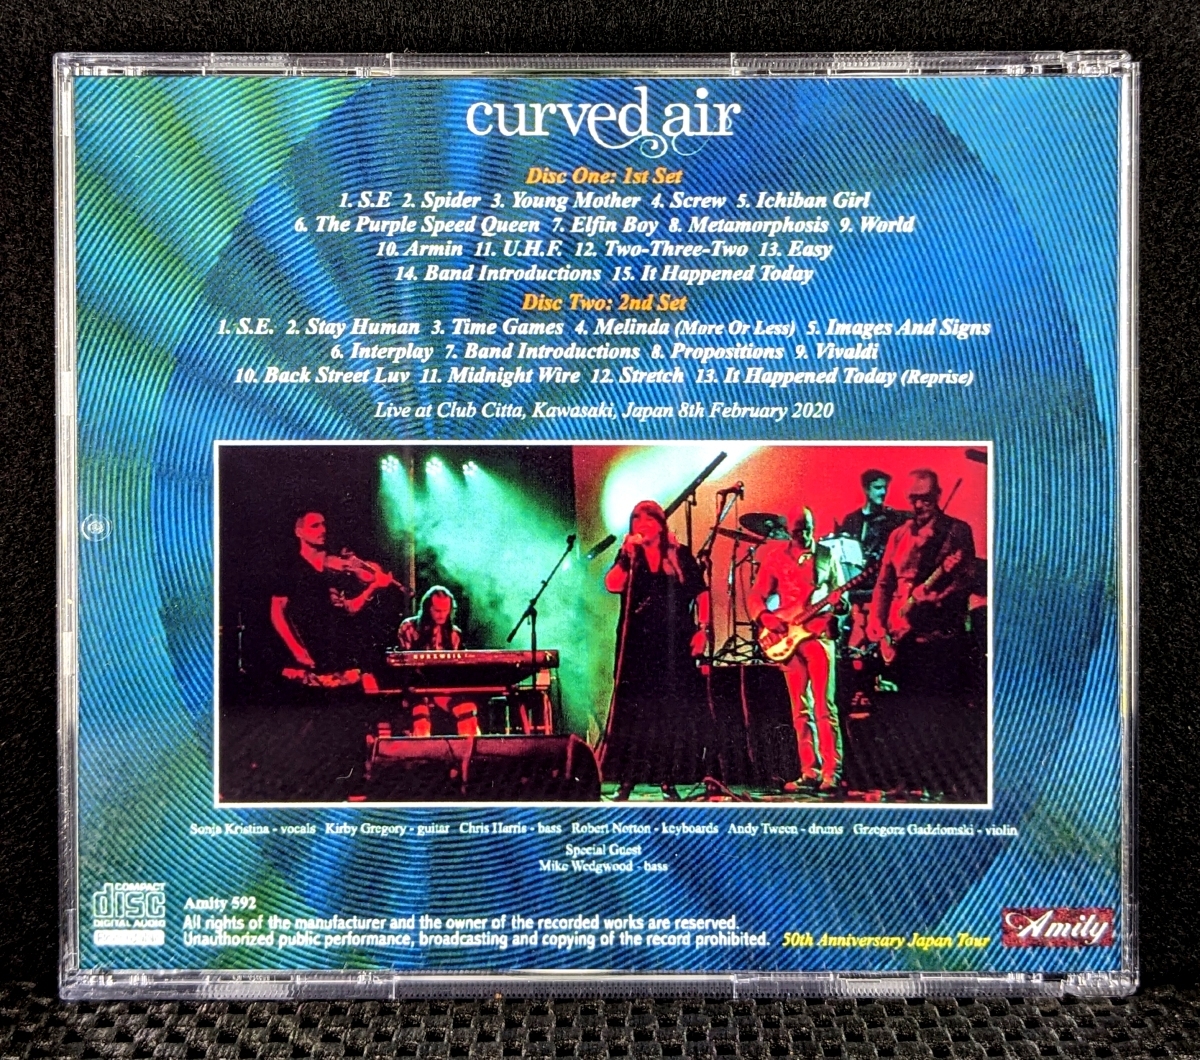 curved air
Disc One: 1st Set
1. S.E 2. Spider 3. Young Mother 4. Screw 5. Ichiban Girl
6. The Purple Speed Queen 7. Elfin Boy 8. Metamorphosis 9. World
10. Armin 11. U.H.F. 12. Two-Three-Two 13. Easy
14. Band Introductions 15. It Happened Today
Disc Two: 2nd Set
1. S.E. 2. Stay Human 3. Time Games 4. Melinda (More Or Less) 5. Images And Signs
6. Interplay 7. Band Introductions 8. Propositions 9. Vivaldi
10. Back Street Luv 11. Midnight Wire 12. Stretch 13. It Happened Today (Reprise)
Live at Club Citta, Kawasaki, Japan 8th February 2020
KURZWEIL
Sonja Kristina - vocals Kirby Gregory - guitar Chris Harris - bass Robert Norton - keyboards Andy Tween - drums Grzegorz Gadziomski - violin
Special Guest
Mike Wedgwood - bass
COMPACT
disc
DIGITAL AUDIO
Amity 592
All rights of the manufacturer and the owner of the recorded works are reserved.
Unauthorized public performance, broadcasting and copying of the record prohibited. 50th Anniversary Japan Tour
Amity